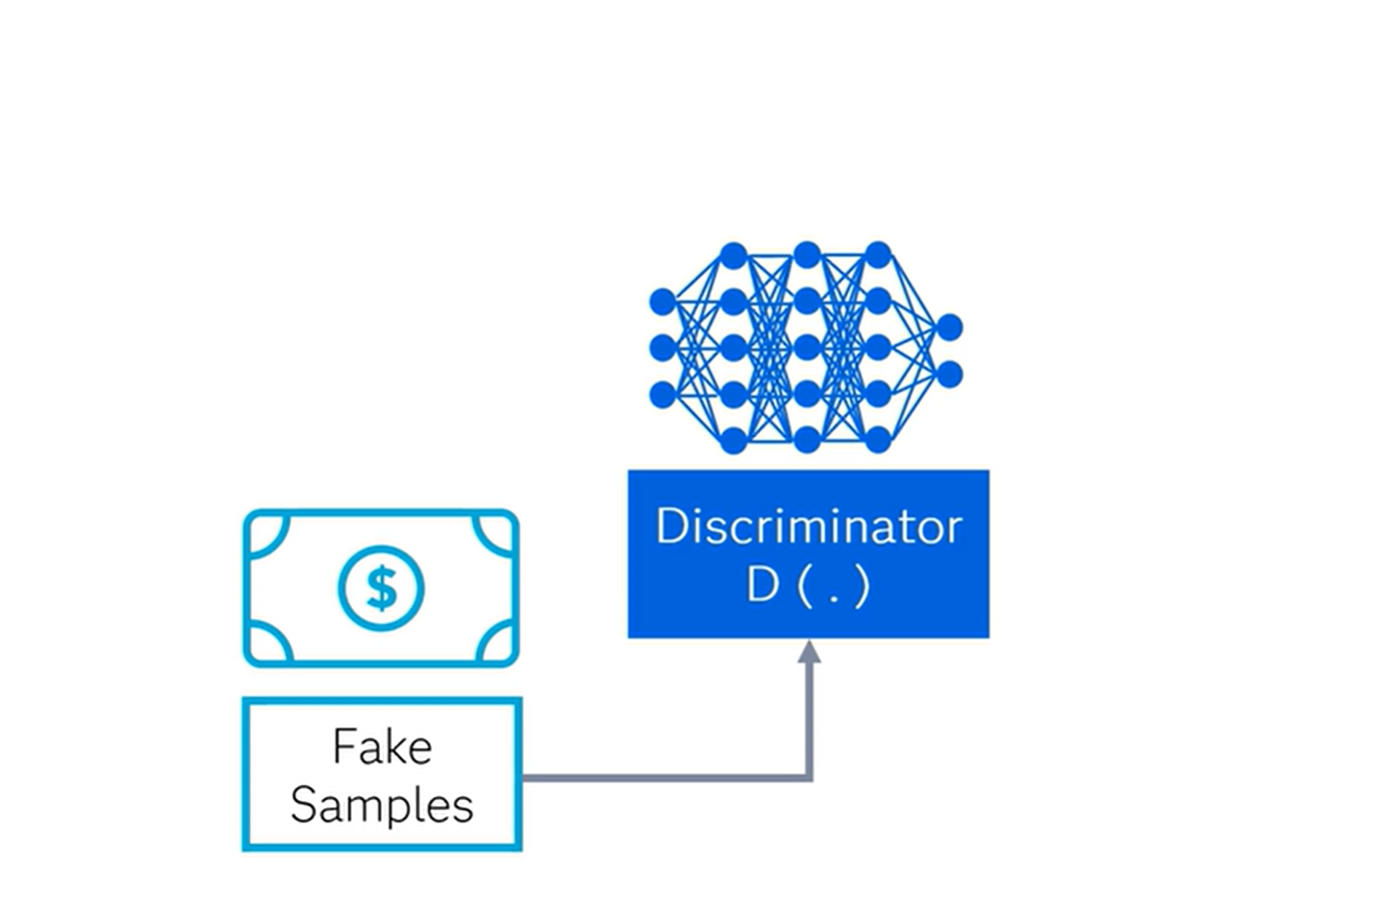 Discriminator
D ( . )
$
Fake
Samples